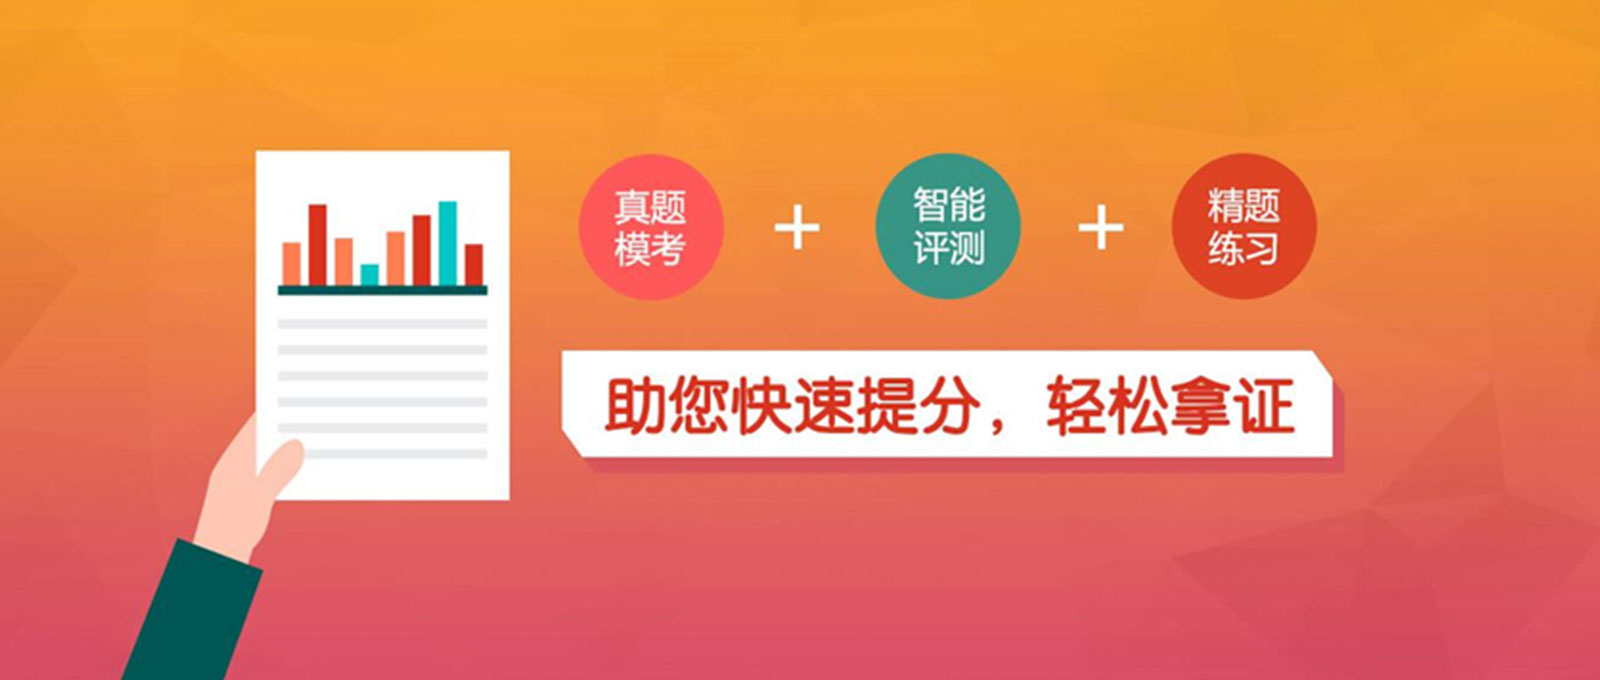 真题
模考
+
智能
评测
+
精题
练习
助您快速提分，轻松拿证